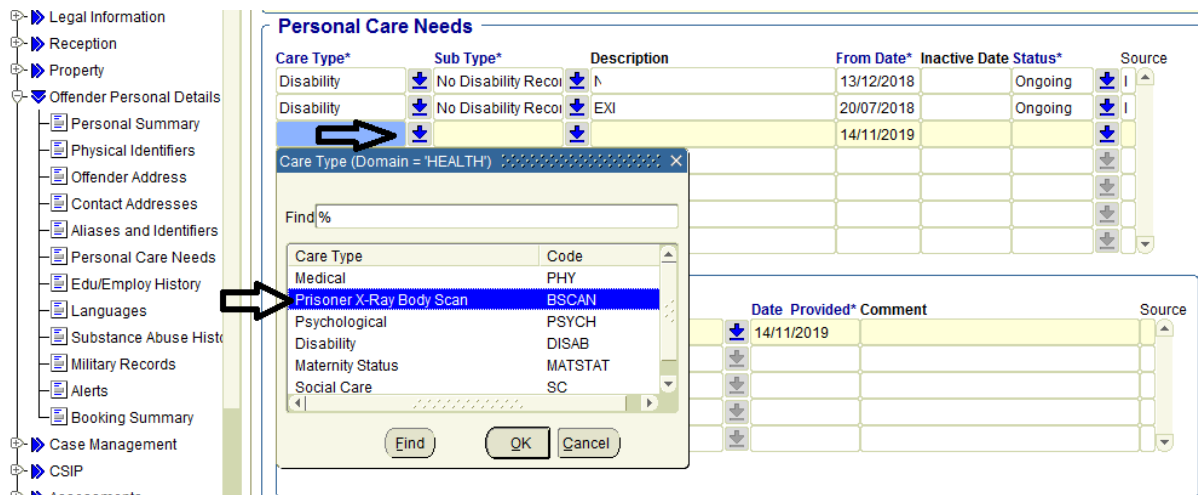 Legal Information
Reception
Property
Offender Personal Details
Personal Summary
Physical Identifiers
Offender Address
Contact Addresses
Aliases and Identifiers
Personal Care Needs
Edu/Employ History
Languages
Substance Abuse Histo
Military Records
Alerts
Booking Summary
Case Management
CSIP
Assessments
Personal Care Needs
Care Type* Sub Type* Description From Date* Inactive Date Status* Source
Disability No Disability Recor N 13/12/2018 Ongoing I
Disability No Disability Recor EXI 20/07/2018 Ongoing I
14/11/2019
Care Type (Domain = 'HEALTH')
Find %
Care Type Code
Medical PHY
Prisoner X-Ray Body Scan BSCAN
Psychological PSYCH
Disability DISAB
Maternity Status MATSTAT
Social Care SC
Find OK Cancel
Date Provided* Comment Source
14/11/2019